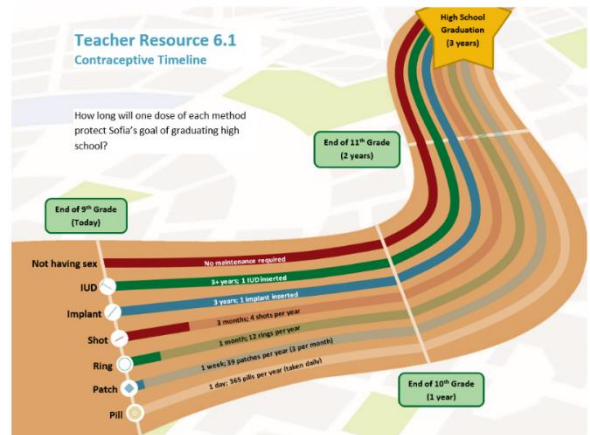 Teacher Resource 6.1
Contraceptive Timeline
How long will one dose of each method
protect Sofia's goal of graduating high
school?
High School
Graduation
(3 years)
End of 11th Grade
(2 years)
End of 9th Grade
(Today)
Not having sex
No maintenance required
IUD
3+ years; 1 IUD inserted
Implant
3 years; 1 implant inserted
Shot
3 months; 4 shots per year
Ring
1 month; 12 rings per year
Patch
1 week; 39 patches per year (3 per month)
Pill
1 day; 365 pills per year (taken daily)
End of 10th Grade
(1 year)